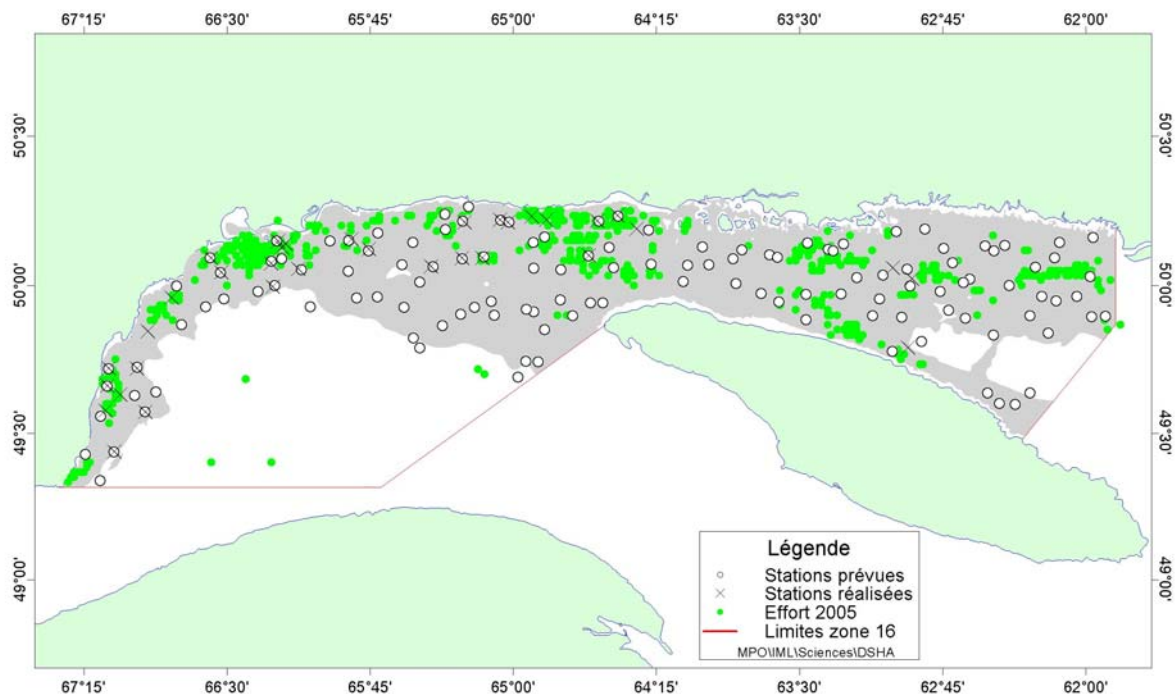 67°15' 66°30' 65°45' 65°00' 64°15' 63°30' 62°45' 62°00'
50°30' 50°30'
50°00' 50°00'
49°30' 49°30'
49°00' 49°00'
Légende
Stations prévues
Stations réalisées
Effort 2005
Limites zone 16
MPO\IML\Sciences\DSHA
67°15' 66°30' 65°45' 65°00' 64°15' 63°30' 62°45' 62°00'